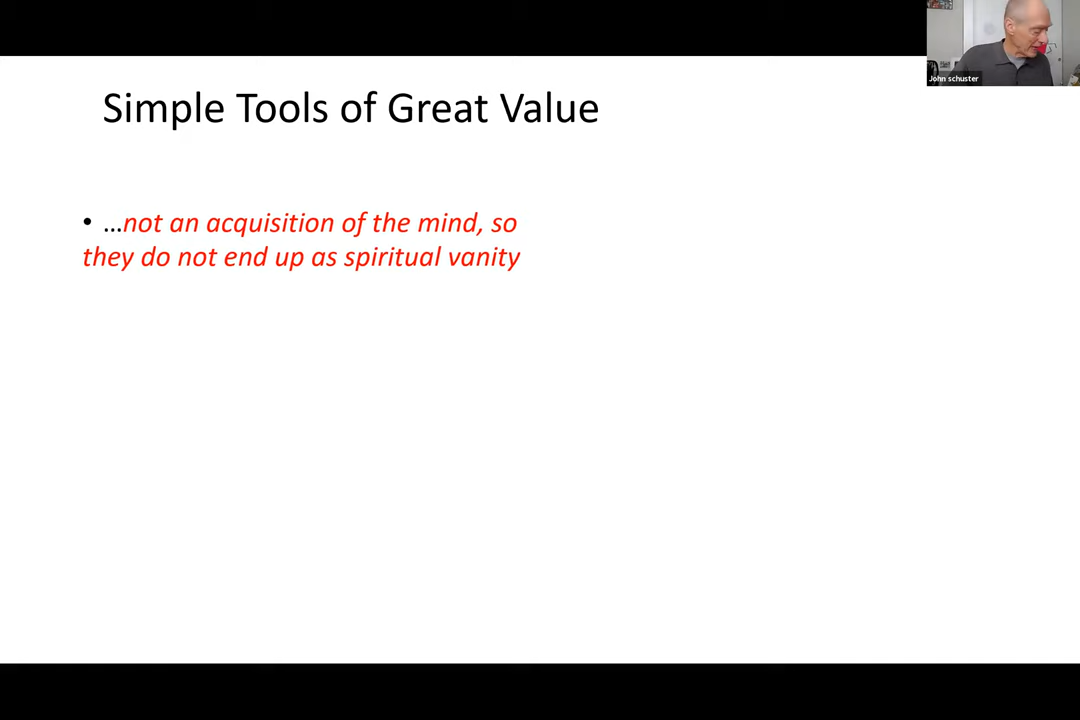 Simple Tools of Great Value
• …not an acquisition of the mind, so
they do not end up as spiritual vanity
John schuster